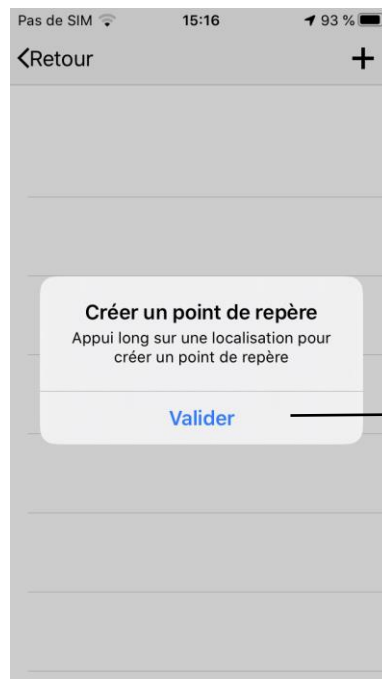 Pas de SIM 15:16 93 %
Retour +
Créer un point de repère
Appui long sur une localisation pour
créer un point de repère
Valider